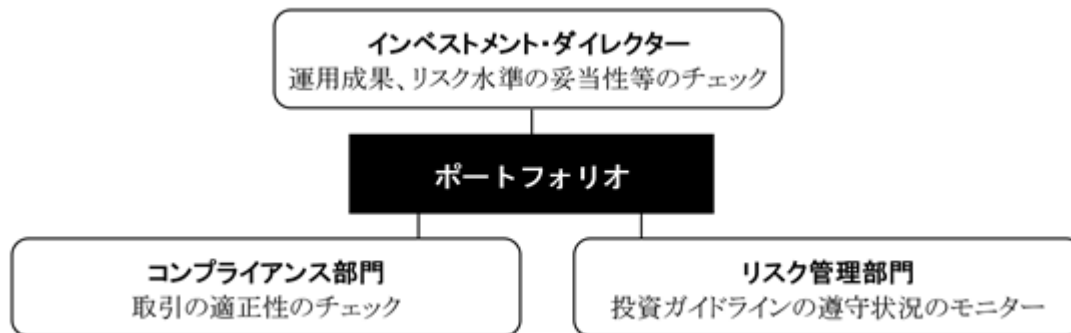 インベストメント・ダイレクター
運用成果、リスク水準の妥当性等のチェック
ポートフォリオ
コンプライアンス部門
取引の適正性のチェック
リスク管理部門
投資ガイドラインの遵守状況のモニター